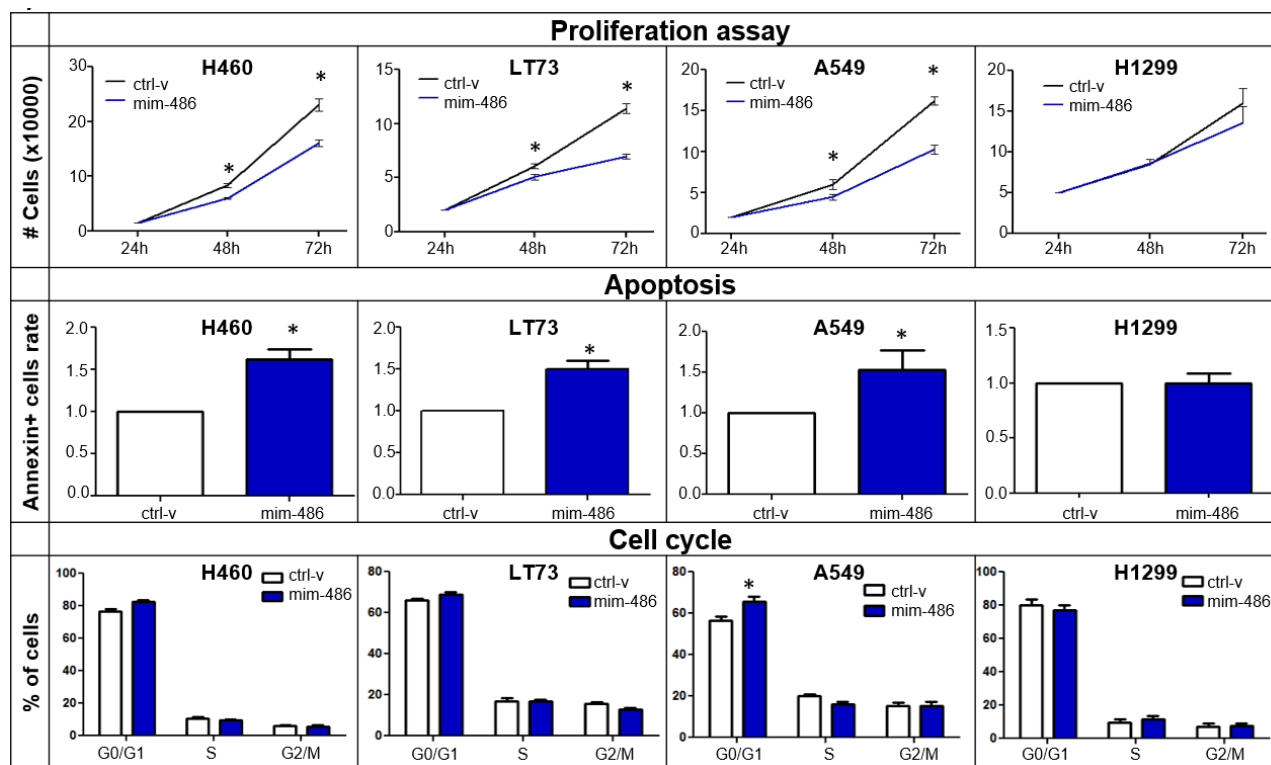 Proliferation assay
# Cells (x10000)
H460
ctrl-v
mim-486
30
20
10
0
*
*
24h 48h 72h
LT73
ctrl-v
mim-486
15
10
5
0
*
*
24h 48h 72h
A549
ctrl-v
mim-486
20
15
10
5
0
*
*
24h 48h 72h
H1299
ctrl-v
mim-486
20
15
10
5
0
24h 48h 72h
Apoptosis
Annexin+ cells rate
H460
2.0
1.5
1.0
0.5
0.0
*
ctrl-v mim-486
LT73
2.0
1.5
1.0
0.5
0.0
*
ctrl-v mim-486
A549
2.0
1.5
1.0
0.5
0.0
*
ctrl-v mim-486
H1299
1.5
1.0
0.5
0.0
ctrl-v mim-486
Cell cycle
% of cells
H460
ctrl-v
mim-486
100
80
60
40
20
0
G0/G1 S G2/M
LT73
ctrl-v
mim-486
80
60
40
20
0
G0/G1 S G2/M
A549
ctrl-v
mim-486
80
60
40
20
0
*
G0/G1 S G2/M
H1299
ctrl-v
mim-486
100
80
60
40
20
0
G0/G1 S G2/M